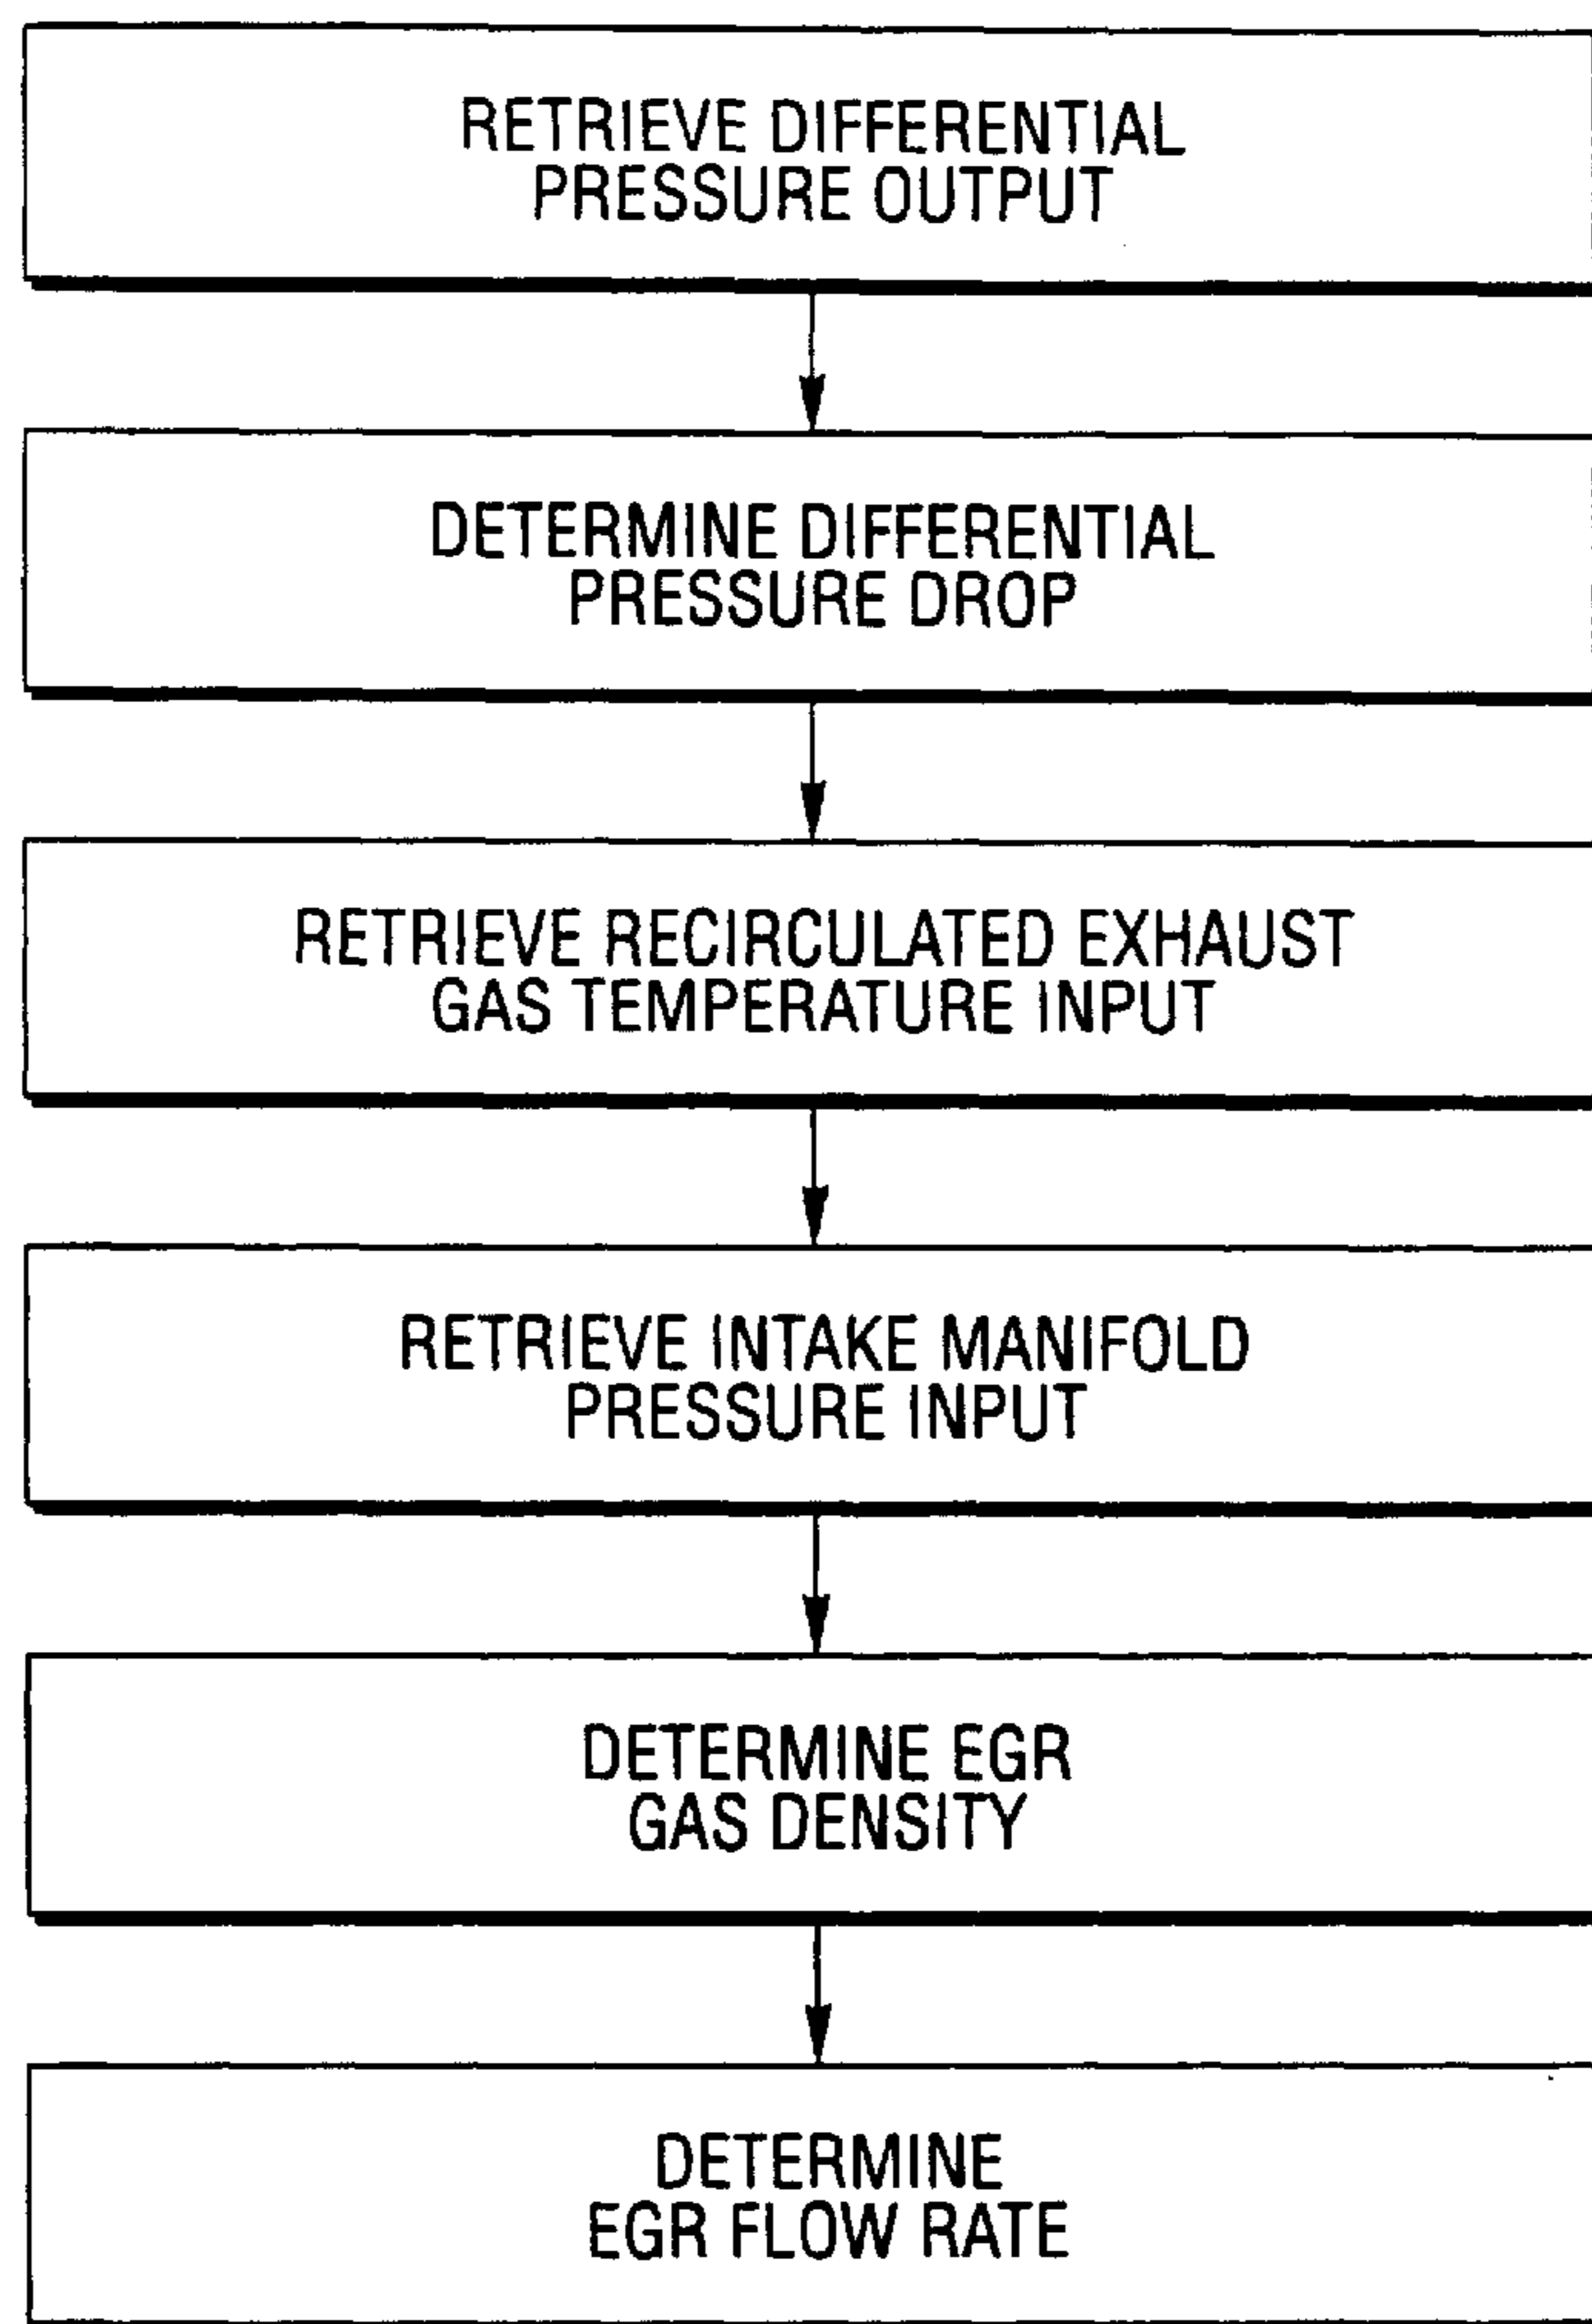 RETRIEVE DIFFERENTIAL
PRESSURE OUTPUT
DETERMINE DIFFERENTIAL
PRESSURE DROP
RETRIEVE RECIRCULATED EXHAUST
GAS TEMPERATURE INPUT
RETRIEVE INTAKE MANIFOLD
PRESSURE INPUT
DETERMINE EGR
GAS DENSITY
DETERMINE
EGR FLOW RATE